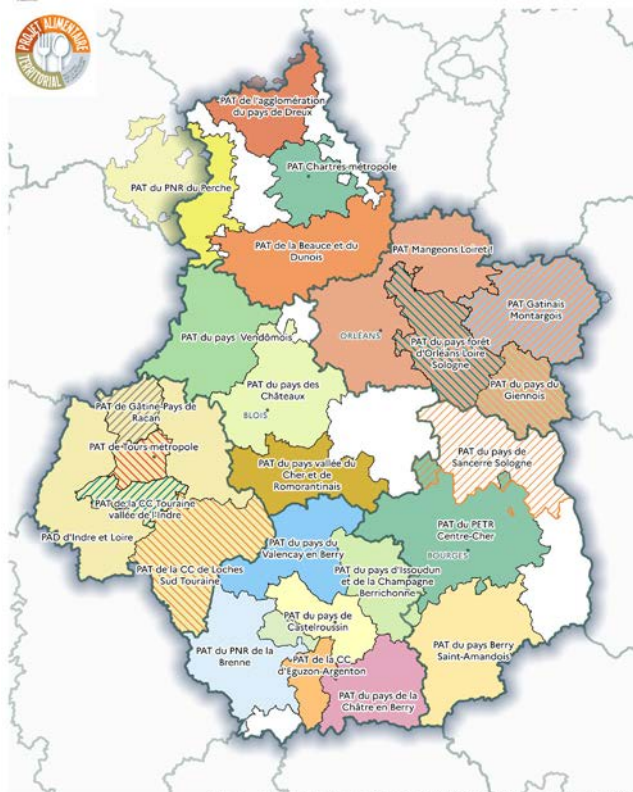 PROJET ALIMENTAIRE
TERRITORIAL
PAT de l'agglomération
du pays de Dreux
PAT Chartres métropole
PAT du PNR du Perche
PAT de la Beauce et du
Dunois
PAT Mangeons Loiret !
PAT Gatinais
Montargois
PAT du pays Vendômois
ORLÉANS
PAT du pays forêt
d'Orléans Loire
Sologne
PAT du pays du
Giennois
PAT du pays des
Châteaux
BLOIS
PAT de Gâtine-Pays de
Racan
PAT de Tours métropole
PAT du pays de
Sancerre Sologne
PAT du pays vallée du
Cher et de
Romorantinais
PAT de la CC Touraine
vallée de l'Indre
PAD d'Indre et Loire
PAT du PETR
Centre-Cher
BOURGES
PAT du pays du
Valencay en Berry
PAT de la CC de Loches
Sud Touraine
PAT du pays d'Issoudun
et de la Champagne
Berrichonne
PAT du pays de
Castelroussin
PAT du PNR de la
Brenne
PAT de la CC
d'Eguzon-Argenton
PAT du pays Berry
Saint-Amandois
PAT du pays de la
Châtre en Berry